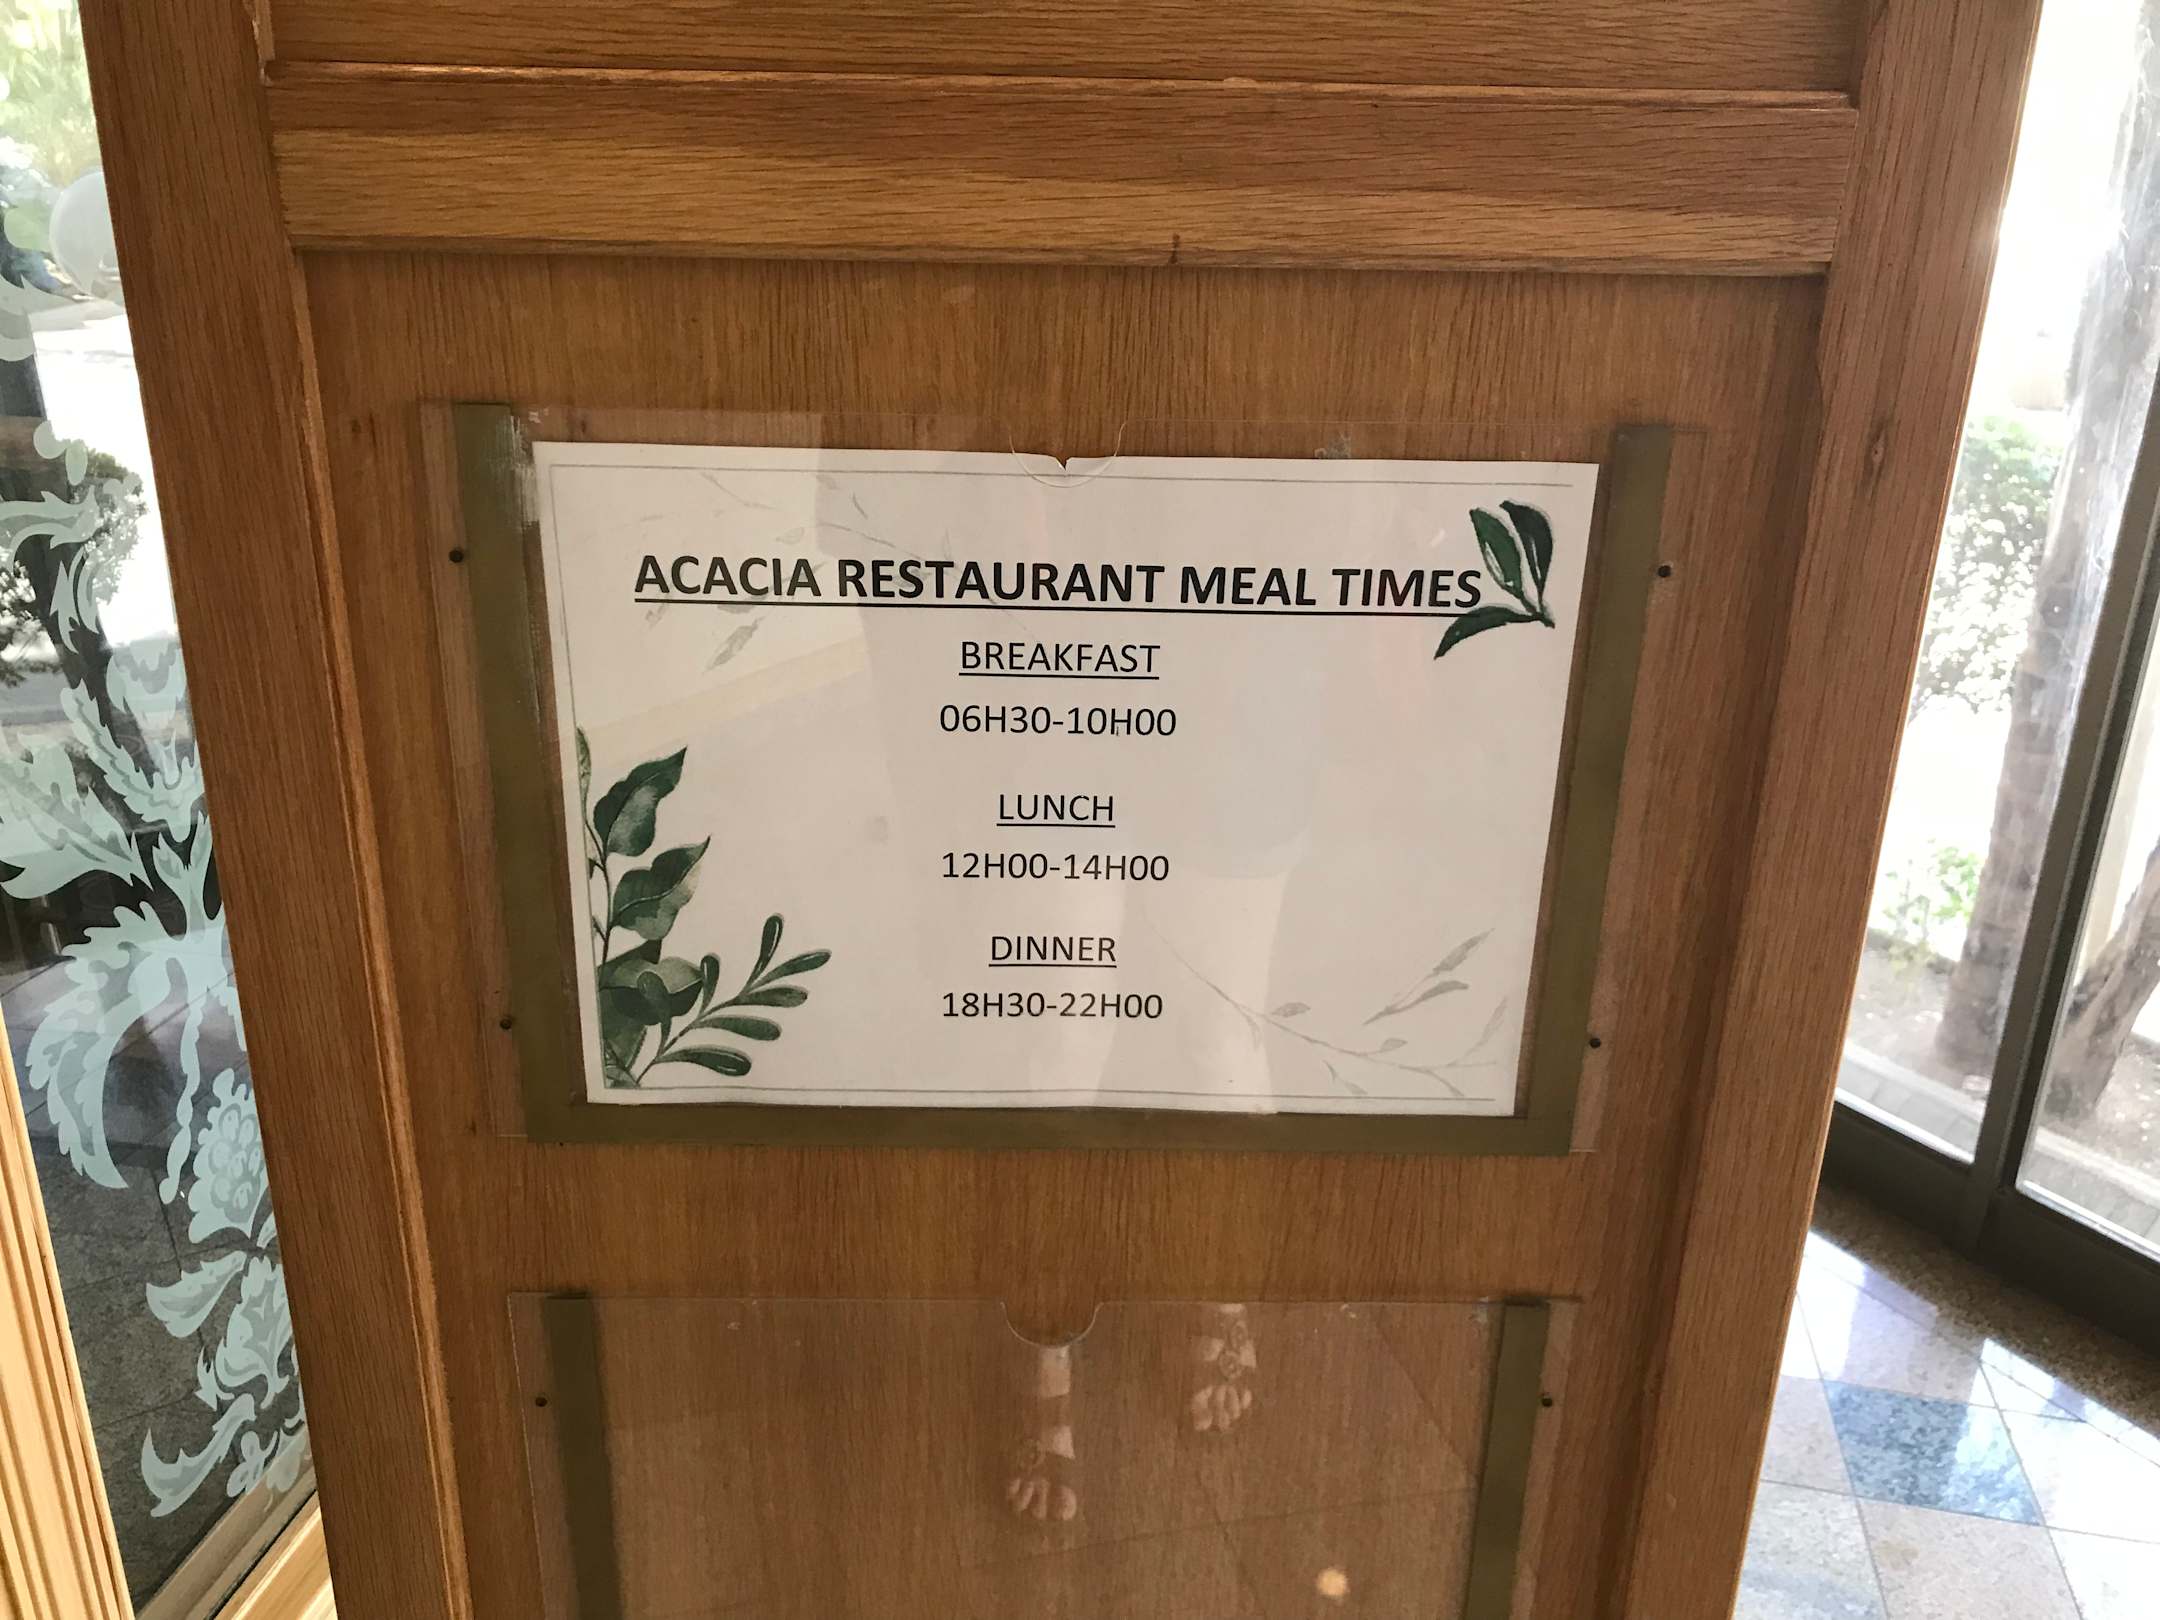 ACACIA RESTAURANT MEAL TIMES
BREAKFAST
06H30-10H00
LUNCH
12H00-14H00
DINNER
18H30-22H00